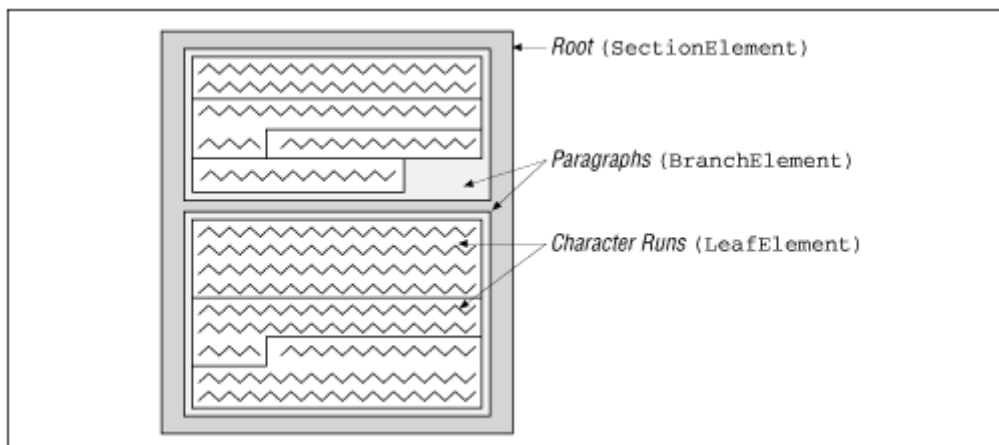 Root (SectionElement)
Paragraphs (BranchElement)
Character Runs (LeafElement)